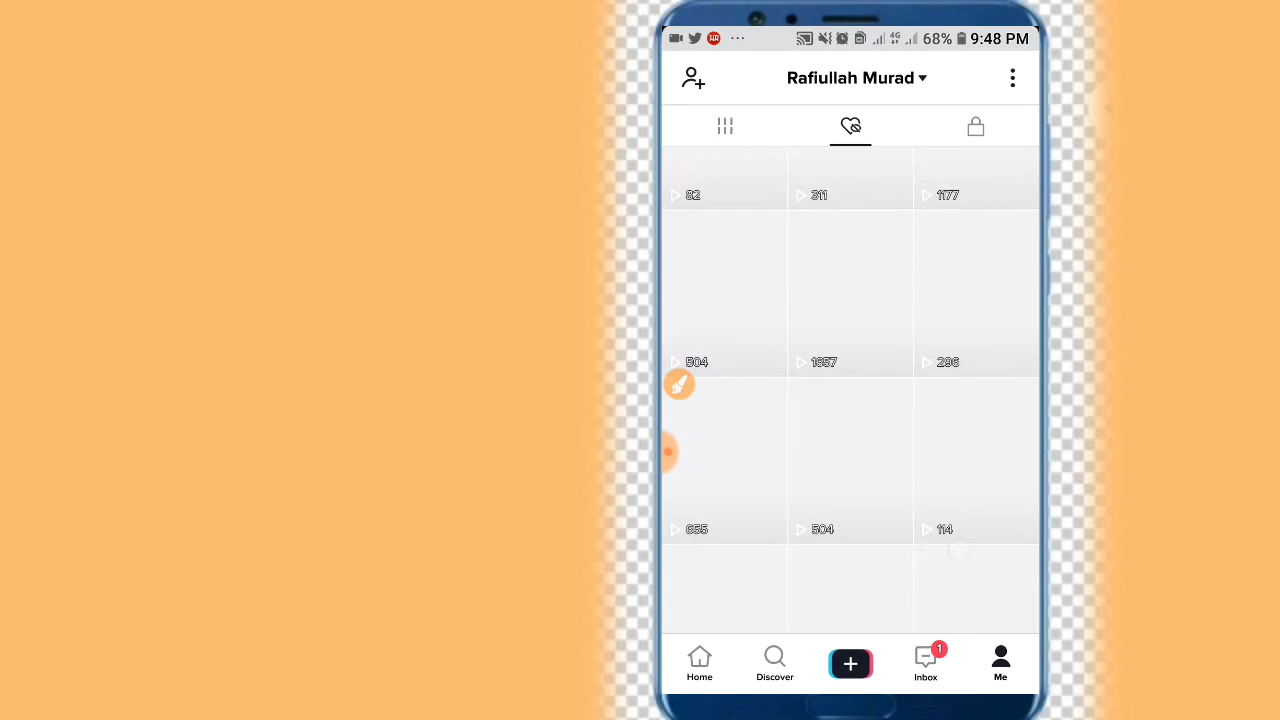 4G 68% 9:48 PM
Rafiullah Murad
82 311 1177
504 1657 296
655 504 114
1
Home Discover Inbox Me